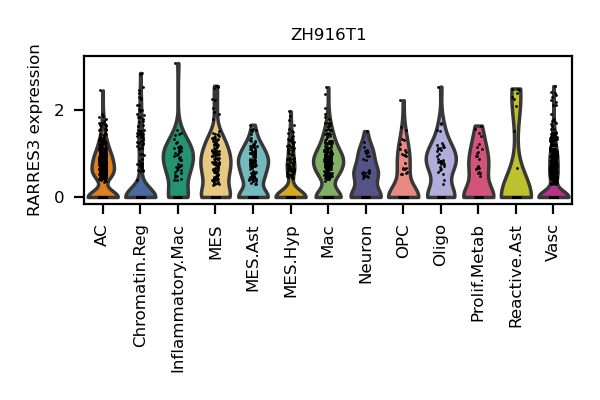 ZH916T1
RARRES3 expression
2
0
AC
Chromatin.Reg
Inflammatory.Mac
MES
MES.Ast
MES.Hyp
Mac
Neuron
OPC
Oligo
Prolif.Metab
Reactive.Ast
Vasc